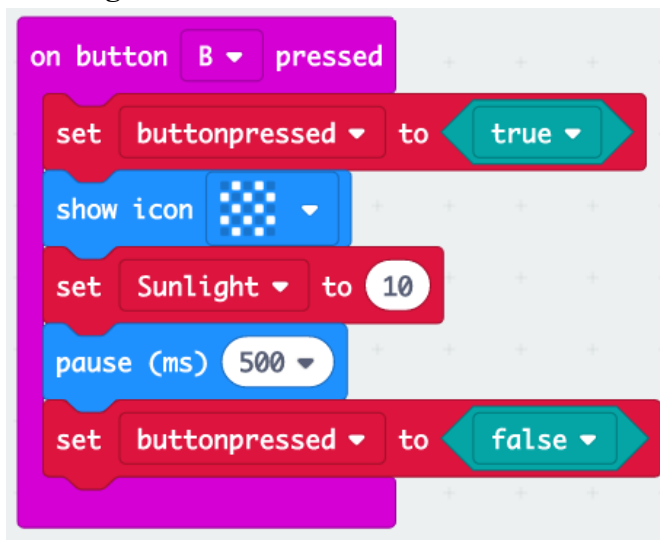 on button B pressed
set buttonpressed to true
show icon
set Sunlight to 10
pause (ms) 500
set buttonpressed to false